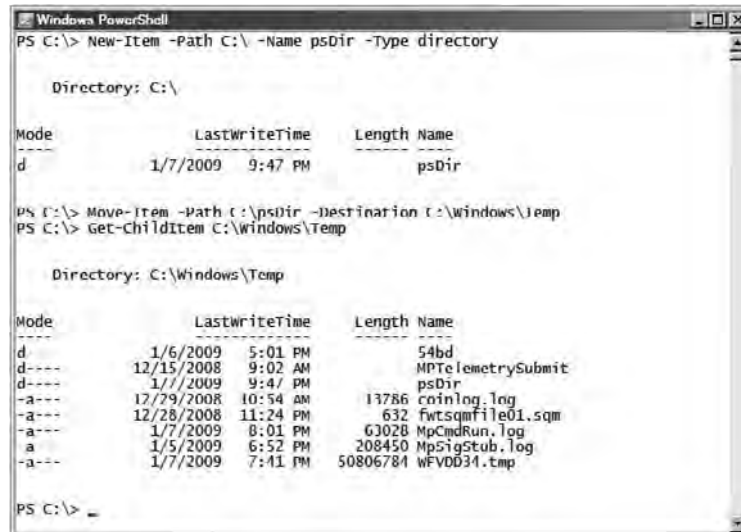 Windows PowerShell
PS C:\> New-Item -Path C:\ -Name psDir -Type directory
Directory: C:\
Mode LastWriteTime Length Name
---- ------------- ------ ----
d 1/7/2009 9:47 PM psDir
PS C:\> Move-Item -Path C:\psDir -Destination C:\Windows\Temp
PS C:\> Get-ChildItem C:\Windows\Temp
Directory: C:\Windows\Temp
Mode LastWriteTime Length Name
---- ------------- ------ ----
d 1/6/2009 5:01 PM 54bd
d---- 12/15/2008 9:02 AM MPTelemetrySubmit
d---- 1/7/2009 9:47 PM psDir
-a--- 12/29/2008 10:54 AM 13786 coinlog.log
-a--- 12/28/2008 11:24 PM 632 fwtsqmfile01.sqm
-a--- 1/7/2009 8:01 PM 63028 MpCmdRun.log
a 1/5/2009 6:52 PM 208450 MpSigStub.log
-a--- 1/7/2009 7:41 PM 50806784
PS C:\> _